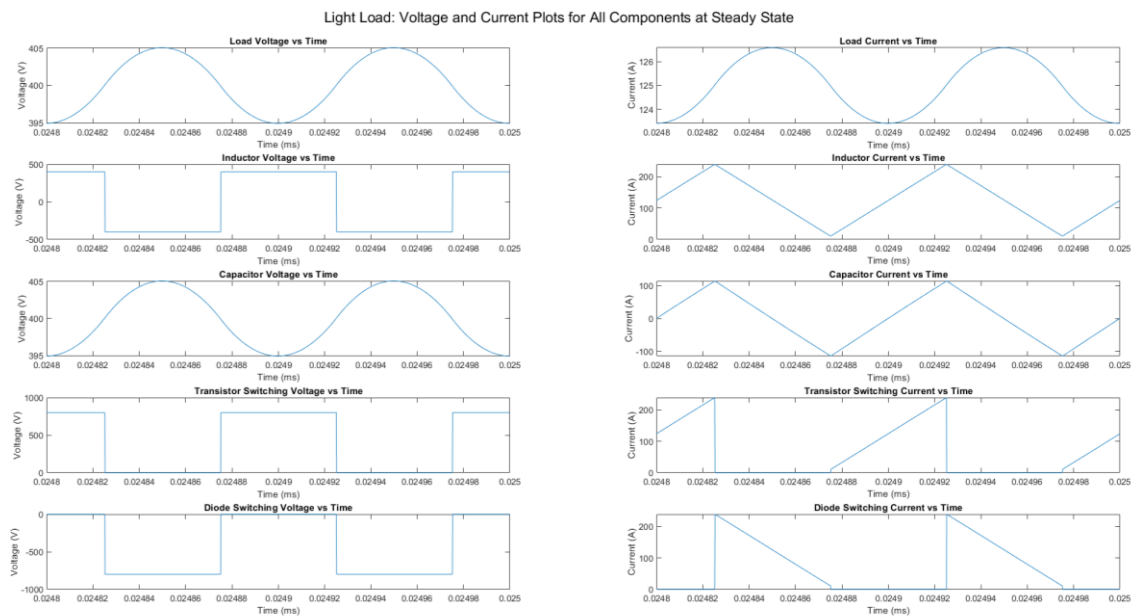 Light Load: Voltage and Current Plots for All Components at Steady State
Load Voltage vs Time
405
400
395
Voltage (V)
0.0248 0.02482 0.02484 0.02486 0.02488 0.0249 0.02492 0.02494 0.02496 0.02498 0.025
Time (ms)
Load Current vs Time
126
125
124
Current (A)
0.0248 0.02482 0.02484 0.02486 0.02488 0.0249 0.02492 0.02494 0.02496 0.02498 0.025
Time (ms)
Inductor Voltage vs Time
500
0
-500
Voltage (V)
0.0248 0.02482 0.02484 0.02486 0.02488 0.0249 0.02492 0.02494 0.02496 0.02498 0.025
Time (ms)
Inductor Current vs Time
200
100
0
Current (A)
0.0248 0.02482 0.02484 0.02486 0.02488 0.0249 0.02492 0.02494 0.02496 0.02498 0.025
Time (ms)
Capacitor Voltage vs Time
405
400
395
Voltage (V)
0.0248 0.02482 0.02484 0.02486 0.02488 0.0249 0.02492 0.02494 0.02496 0.02498 0.025
Time (ms)
Capacitor Current vs Time
100
0
-100
Current (A)
0.0248 0.02482 0.02484 0.02486 0.02488 0.0249 0.02492 0.02494 0.02496 0.02498 0.025
Time (ms)
Transistor Switching Voltage vs Time
1000
500
0
Voltage (V)
0.0248 0.02482 0.02484 0.02486 0.02488 0.0249 0.02492 0.02494 0.02496 0.02498 0.025
Time (ms)
Transistor Switching Current vs Time
200
100
0
Current (A)
0.0248 0.02482 0.02484 0.02486 0.02488 0.0249 0.02492 0.02494 0.02496 0.02498 0.025
Time (ms)
Diode Switching Voltage vs Time
0
-500
-1000
Voltage (V)
0.0248 0.02482 0.02484 0.02486 0.02488 0.0249 0.02492 0.02494 0.02496 0.02498 0.025
Time (ms)
Diode Switching Current vs Time
200
100
0
Current (A)
0.0248 0.02482 0.02484 0.02486 0.02488 0.0249 0.02492 0.02494 0.02496 0.02498 0.025
Time (ms)